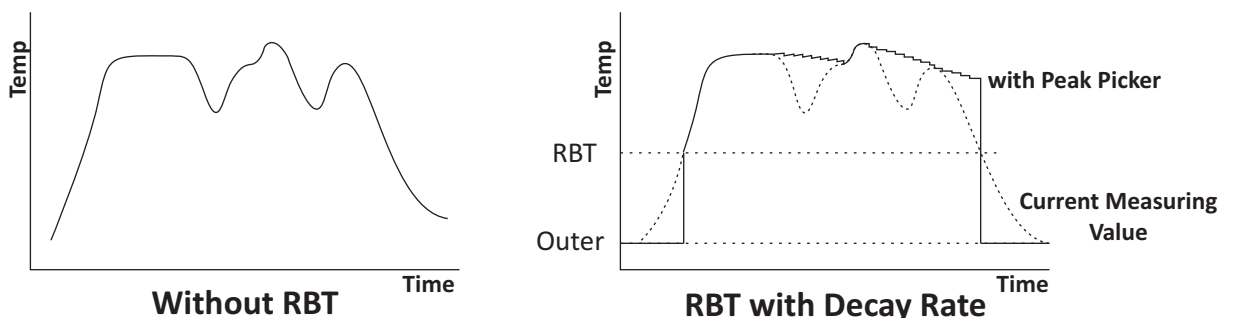 Temp
Time
Without RBT
Temp
with Peak Picker
RBT
Current Measuring
Value
Outer
Time
RBT with Decay Rate